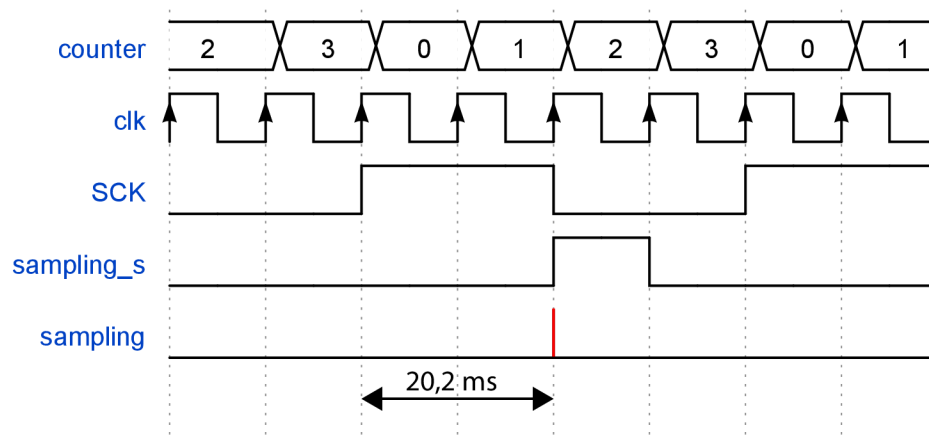 counter 2 3 0 1 2 3 0 1
clk
SCK
sampling_s
sampling
20,2 ms